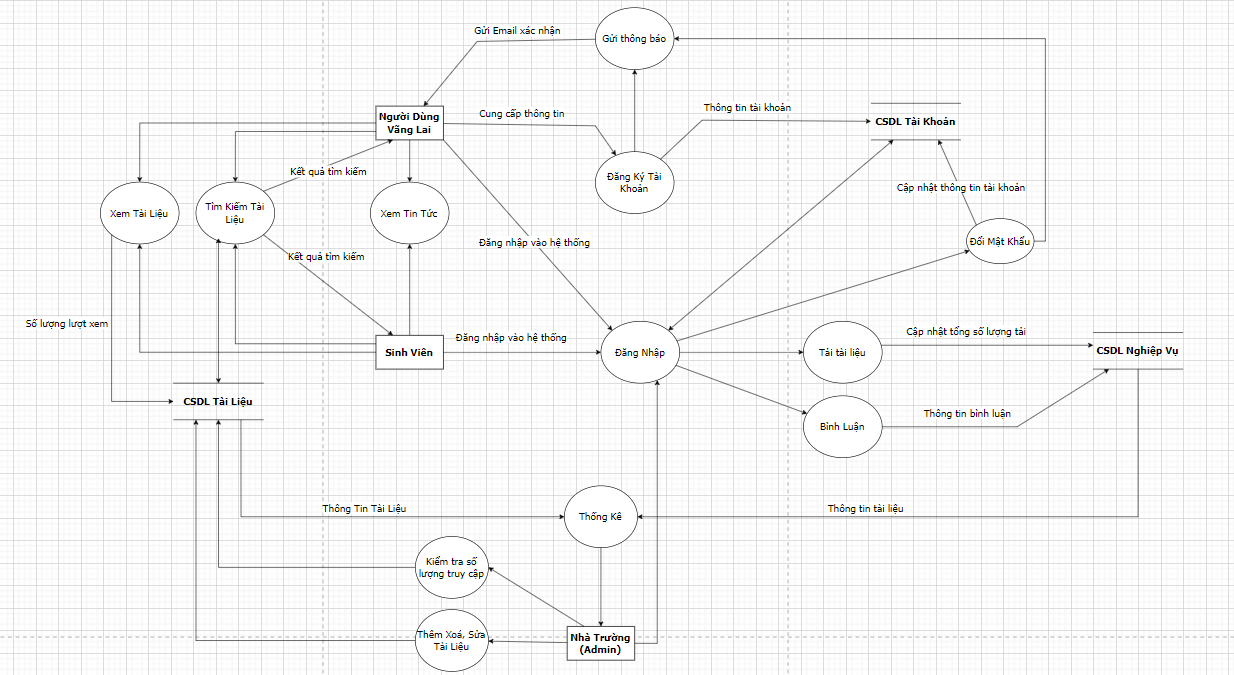 Gửi Email xác nhận
Gửi thông báo
Người Dùng
Vãng Lai
Cung cấp thông tin
Thông tin tài khoản
CSDL Tài Khoản
Kết quả tìm kiếm
Đăng Ký Tài
Khoản
Cập nhật thông tin tài khoản
Xem Tài Liệu
Tìm Kiếm Tài
Liệu
Xem Tin Tức
Đăng nhập vào hệ thống
Đổi Mật Khẩu
Kết quả tìm kiếm
Số lượng lượt xem
Sinh Viên
Đăng nhập vào hệ thống
Đăng Nhập
Tải tài liệu
Cập nhật tổng số lượng tải
CSDL Nghiệp Vụ
CSDL Tài Liệu
Bình Luận
Thông tin bình luận
Thông Tin Tài Liệu
Thống Kê
Thông tin tài liệu
Kiểm tra số
lượng truy cập
Thêm Xoá, Sửa
Tài Liệu
Nhà Trường
(Admin)